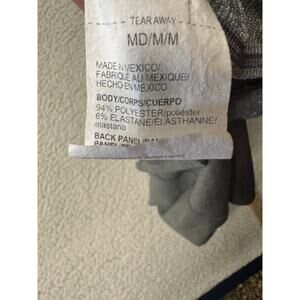 TEAR AWAY
MD/M/M
MADE IN MEXICO/
FABRIQUÉ AU MEXIQUE/
HECHO EN MÉXICO
BODY/CORPS/CUERPO
94% POLYESTER/poliéster/
6% ELASTANE/ÉLASTHANNE/
elastano
BACK PANEL/